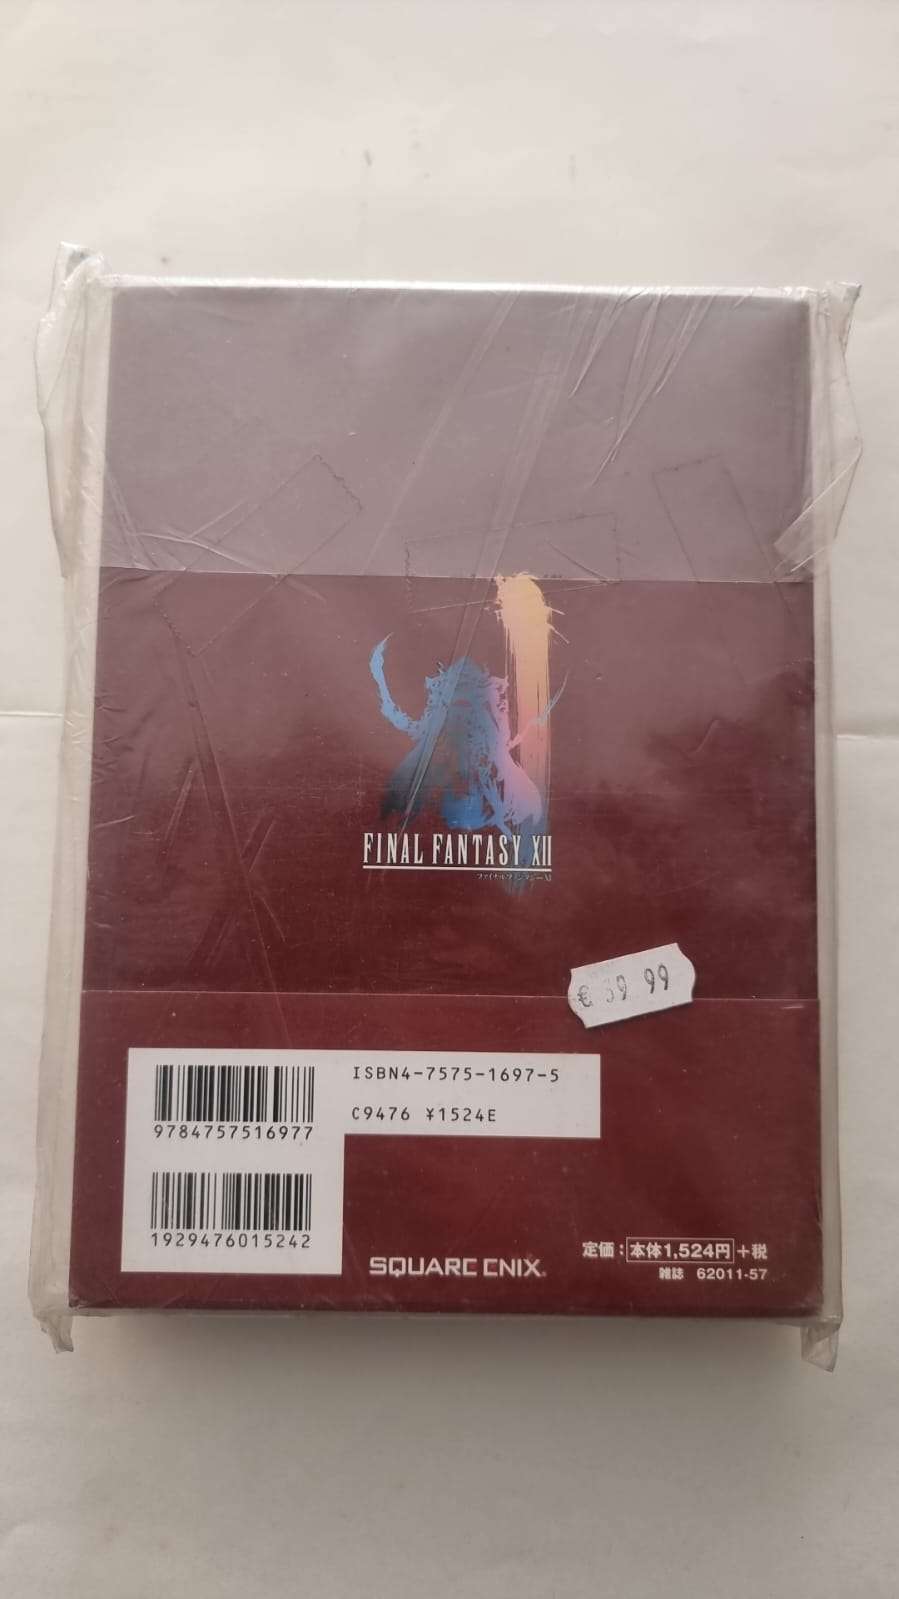 FINAL FANTASY XII
ファイナルファンタジーXII
€ 39 99
ISBN4-7575-1697-5
C9476 ¥1524E
9784757516977
1929476015242
SQUARE ENIX.
定価：本体1,524円＋税
雑誌 62011-57